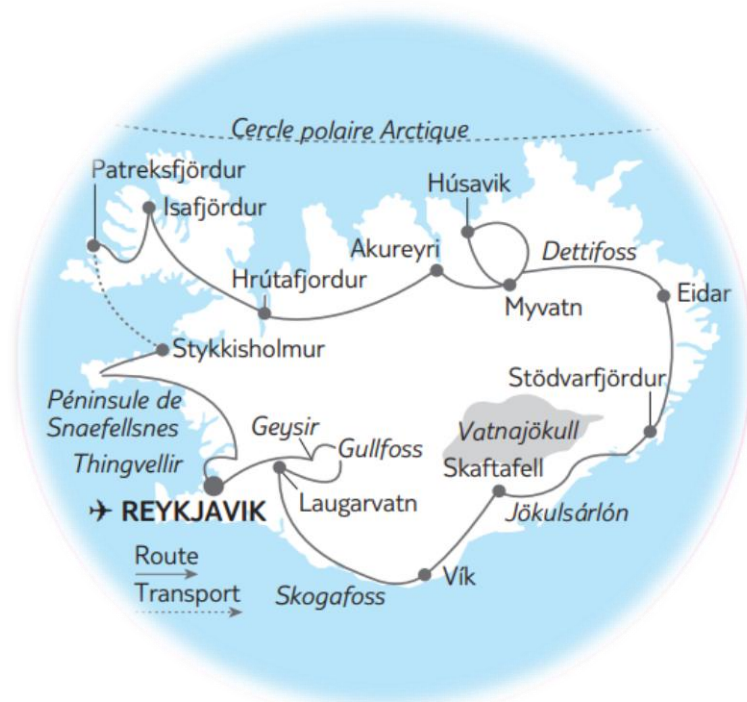 Cercle polaire Arctique
Patreksfjördur
Isafjördur
Húsavik
Akureyri
Dettifoss
Hrútafjordur
Myvatn
Eidar
Stykkisholmur
Stödvarfjördur
Péninsule de
Snaefellsnes
Geysir
Gullfoss
Vatnajökull
Thingvellir
Skaftafell
REYKJAVIK
Laugarvatn
Jökulsárlón
Route
Vík
Transport
Skogafoss